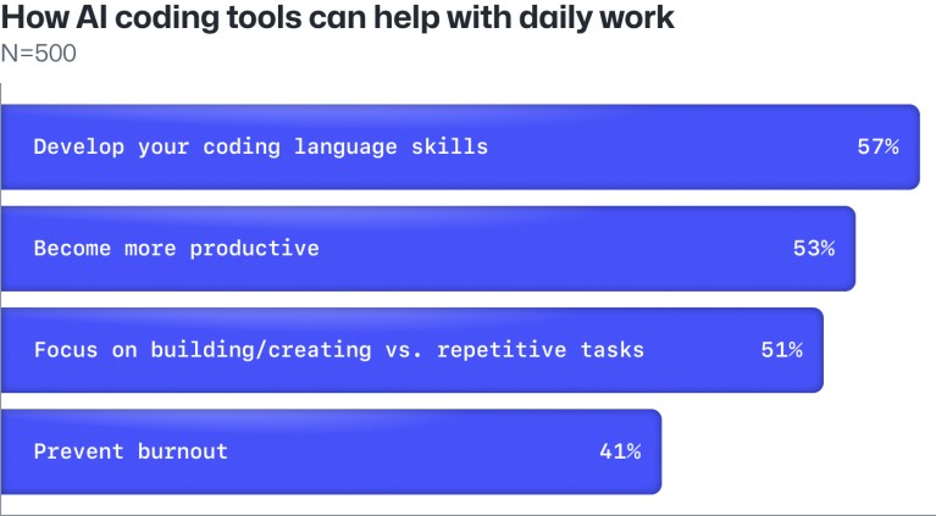 How AI coding tools can help with daily work
N=500
Develop your coding language skills 57%
Become more productive 53%
Focus on building/creating vs. repetitive tasks 51%
Prevent burnout 41%